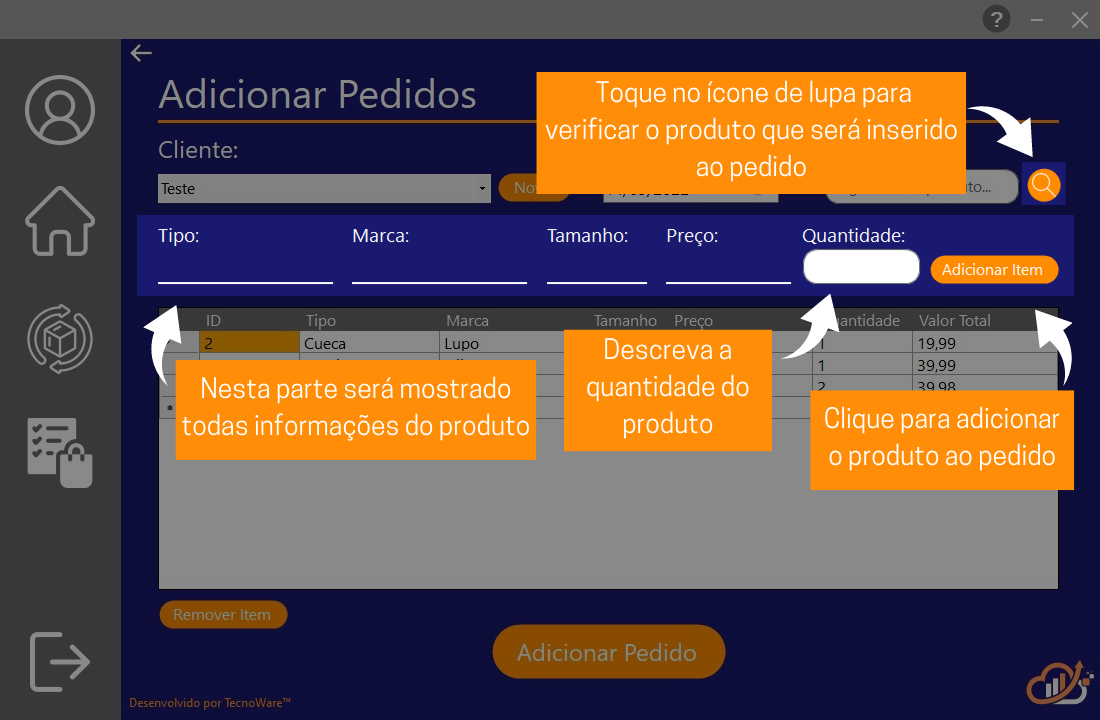 ?
Adicionar Pedidos
Toque no ícone de lupa para
verificar o produto que será inserido
ao pedido
Cliente:
Teste
Tipo:
Marca:
Tamanho:
Preço:
Quantidade:
Adicionar Item
ID Tipo Marca Tamanho Preço Valor Total
2 Cueca Lupo 1 19,99
1 39,99
2 39,98
Nesta parte será mostrado
todas informações do produto
Descreva a
quantidade do
produto
Clique para adicionar
o produto ao pedido
Remover Item
Adicionar Pedido
Desenvolvido por TecnoWare™